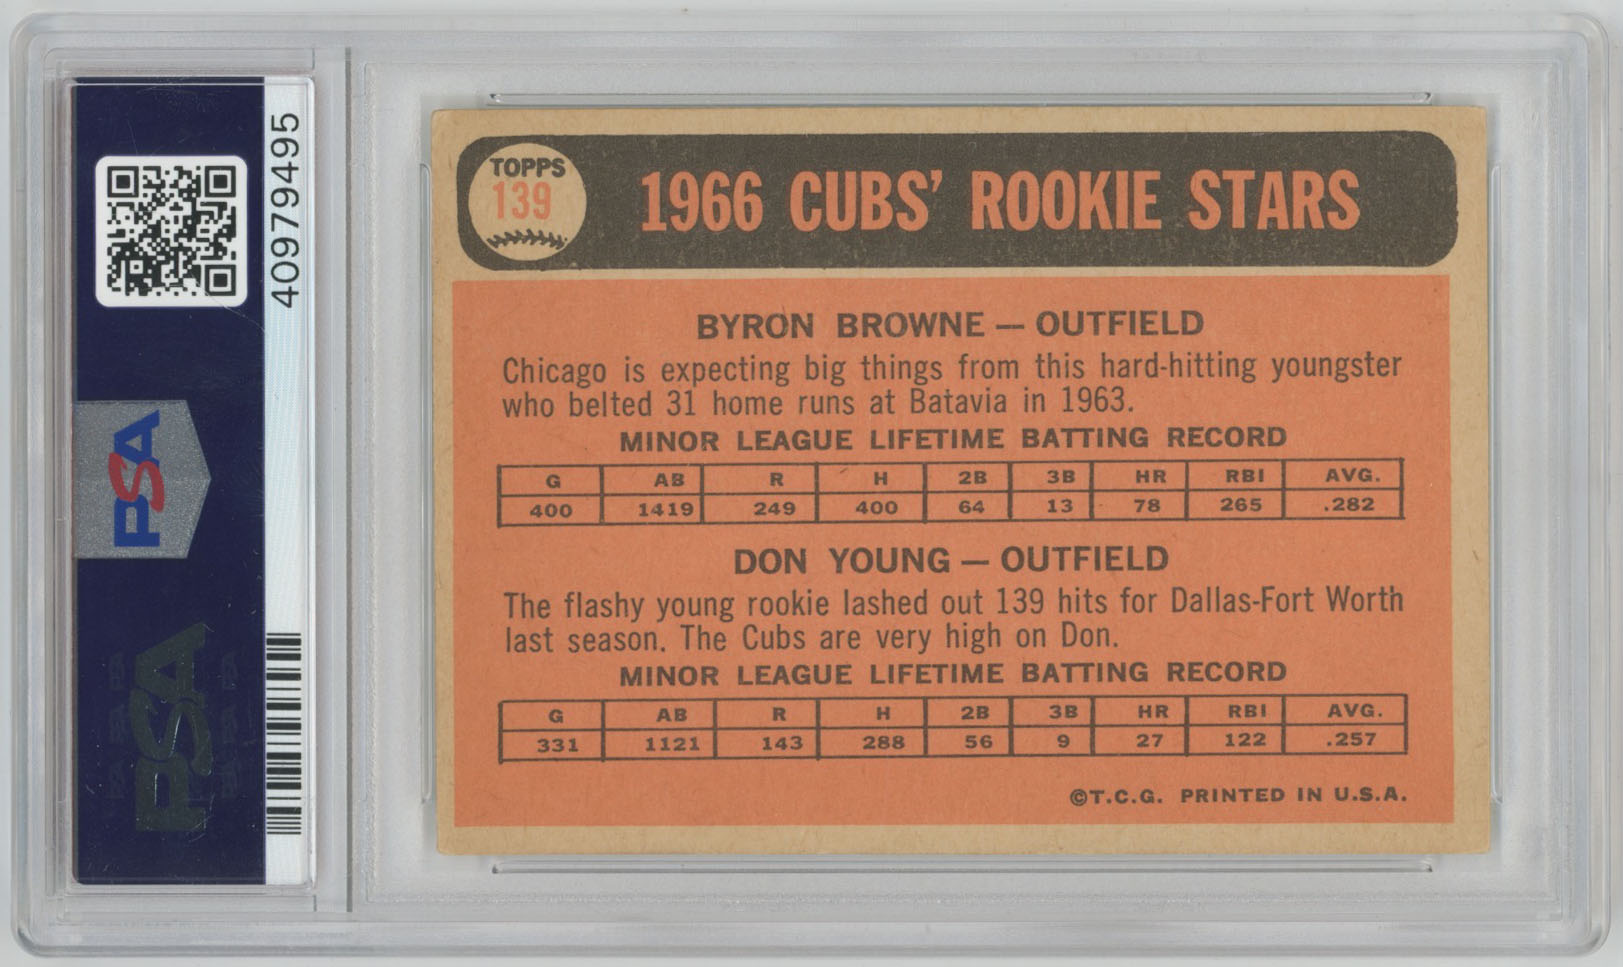 40979495
PSA
PSA
TOPPS
139
1966 CUBS' ROOKIE STARS
BYRON BROWNE — OUTFIELD
Chicago is expecting big things from this hard-hitting youngster
who belted 31 home runs at Batavia in 1963.
MINOR LEAGUE LIFETIME BATTING RECORD
G AB R H 2B 3B HR RBI AVG.
400 1419 249 400 64 13 78 265 .282
DON YOUNG — OUTFIELD
The flashy young rookie lashed out 139 hits for Dallas-Fort Worth
last season. The Cubs are very high on Don.
MINOR LEAGUE LIFETIME BATTING RECORD
G AB R H 2B 3B HR RBI AVG.
331 1121 143 288 56 9 27 122 .257
©T.C.G. PRINTED IN U.S.A.